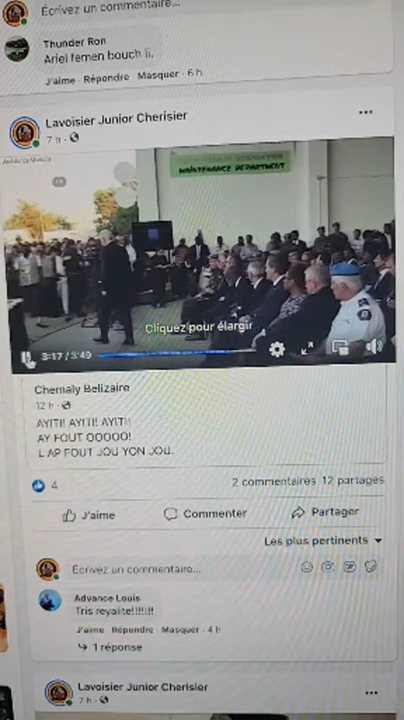 Écrivez un commentaire...
Thunder Ron
Ariel femen bouch li.
J'aime · Répondre · Masquer · 6 h
Lavoisier Junior Cherisier
7 h
MAINTENANCE DEPARTMENT
Cliquez pour élargir
3:17 / 3:49
Chemaly Belizaire
12 h
AYITI! AYITI! AYITI!
AY FOUT OOOOO!
L AP FOUT JOU YON JOU.
4
2 commentaires 12 partages
J'aime Commenter Partager
Les plus pertinents
Écrivez un commentaire...
Advance Louis
Tris reyalite!!!!!!!
J'aime · Répondre · Masquer · 4 h
1 réponse
Lavoisier Junior Cherisier
7 h